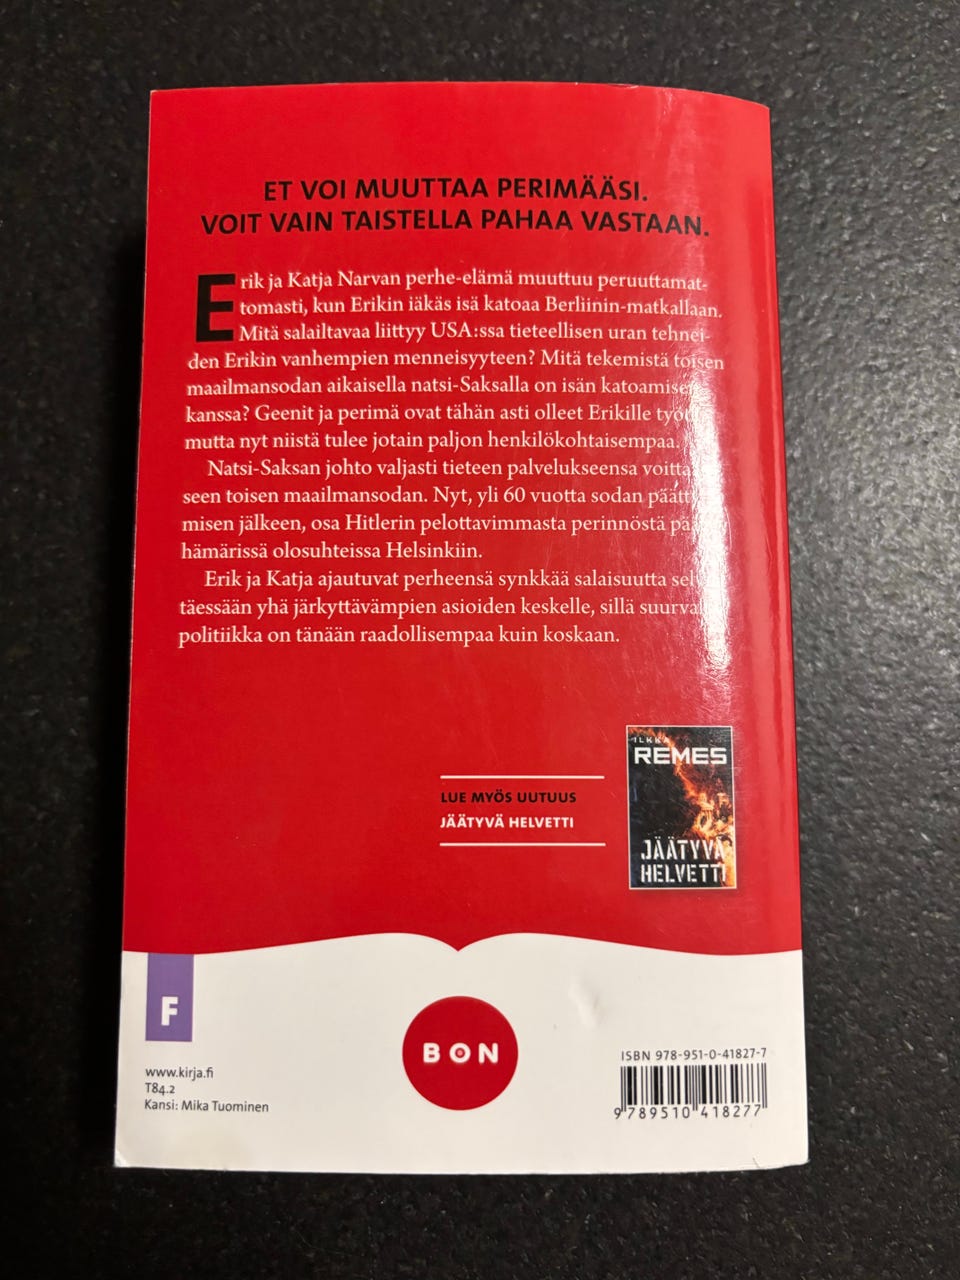 ET VOI MUUTTAA PERIMÄÄSI.
VOIT VAIN TAISTELLA PAHAA VASTAAN.
Erik ja Katja Narvan perhe-elämä muuttuu peruuttamat-
tomasti, kun Erikin iäkäs isä katoaa Berliinin-matkallaan.
Mitä salailtavaa liittyy USA:ssa tieteellisen uran tehnei-
den Erikin vanhempien menneisyyteen? Mitä tekemistä toisen
maailmansodan aikaisella natsi-Saksalla on isän katoamisen
kanssa? Geenit ja perimä ovat tähän asti olleet Erikille
mutta nyt niistä tulee jotain paljon henkilökohtaisempaa.
Natsi-Saksan johto valjasti tieteen palvelukseensa
seen toisen maailmansodan. Nyt, yli 60 vuotta sodan
misen jälkeen, osa Hitlerin pelottavimmasta perinnöstä
hämärissä olosuhteissa Helsinkiin.
Erik ja Katja ajautuvat perheensä synkkää salaisuutta
täessään yhä järkyttävämpien asioiden keskelle, sillä
politiikka on tänään raadollisempaa kuin koskaan.
LUE MYÖS UUTUUS
JÄÄTYVÄ HELVETTI
ILKKA
REMES
JÄÄTYVÄ
HELVETTI
F
www.kirja.fi
T84.2
Kansi: Mika Tuominen
BON
ISBN 978-951-0-41827-7
9 789510 418277